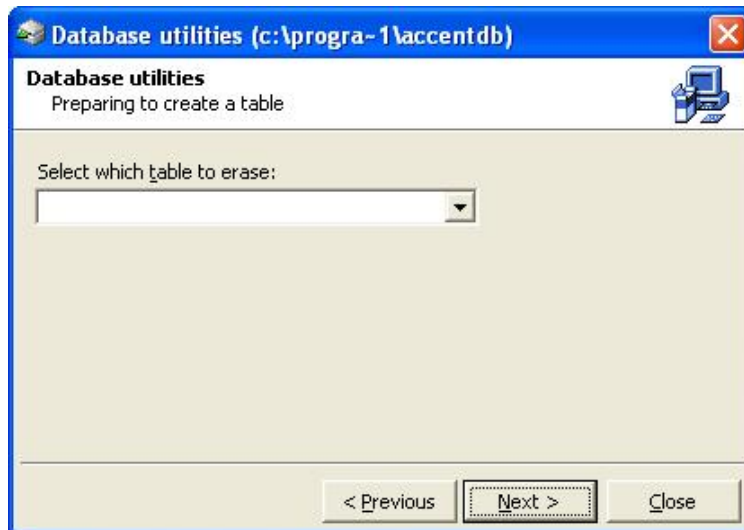 Database utilities (c:\progra~1\accentdb)
Database utilities
Preparing to create a table
Select which table to erase:
< Previous Next > Close